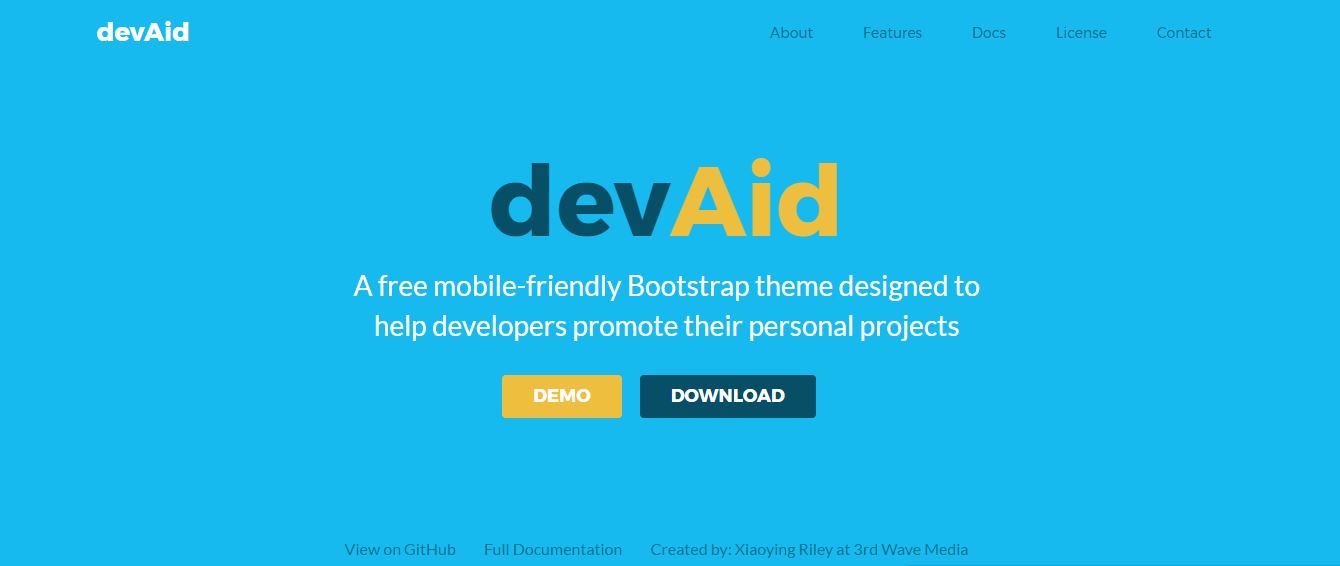 devAid About Features Docs License Contact
devAid
A free mobile-friendly Bootstrap theme designed to
help developers promote their personal projects
DEMO DOWNLOAD
View on GitHub Full Documentation Created by: Xiaoying Riley at 3rd Wave Media